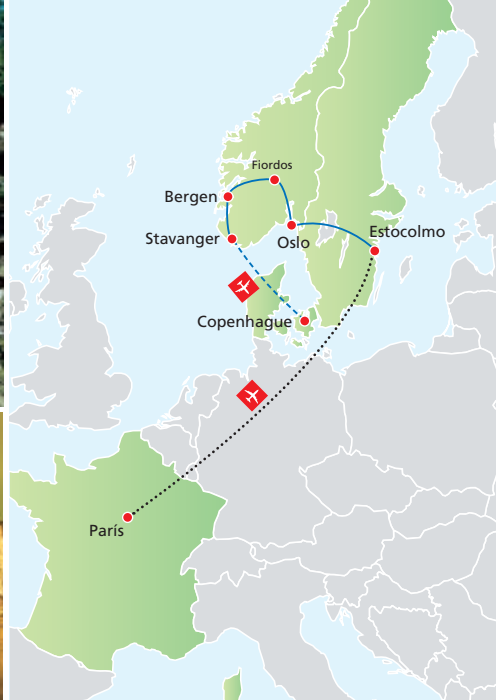 Fiordos
Bergen
Stavanger
Oslo
Estocolmo
Copenhague
París